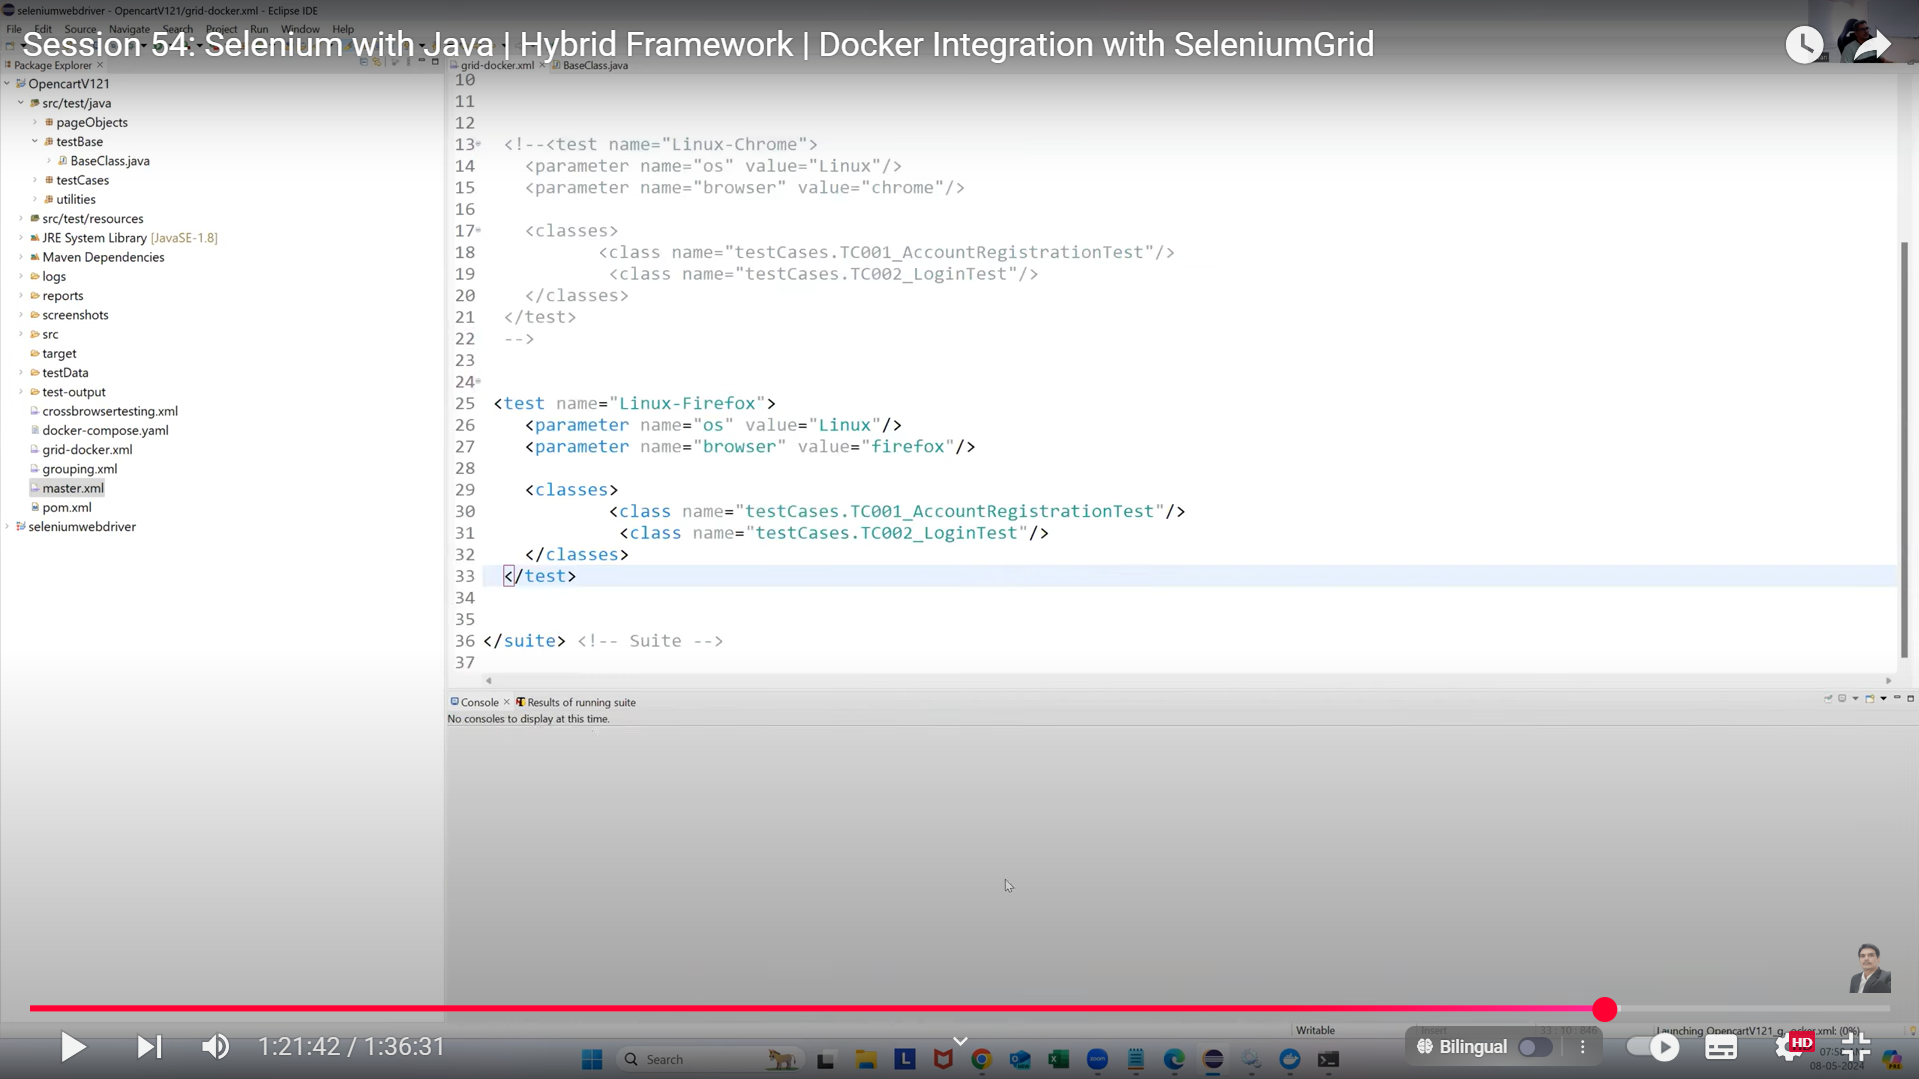 seleniumwebdriver - OpencartV121/grid-docker.xml - Eclipse IDE
File Edit Source Navigate Search Project Run Window Help
Session 54: Selenium with Java | Hybrid Framework | Docker Integration with SeleniumGrid
Package Explorer
OpencartV121
src/test/java
pageObjects
testBase
BaseClass.java
testCases
utilities
src/test/resources
JRE System Library [JavaSE-1.8]
Maven Dependencies
logs
reports
screenshots
src
target
testData
test-output
crossbrowsertesting.xml
docker-compose.yaml
grid-docker.xml
grouping.xml
master.xml
pom.xml
seleniumwebdriver
grid-docker.xml BaseClass.java
10
11
12
13 <!--<test name="Linux-Chrome">
14 <parameter name="os" value="Linux"/>
15 <parameter name="browser" value="chrome"/>
16
17 <classes>
18 <class name="testCases.TC001_AccountRegistrationTest"/>
19 <class name="testCases.TC002_LoginTest"/>
20 </classes>
21 </test>
22 -->
23
24
25 <test name="Linux-Firefox">
26 <parameter name="os" value="Linux"/>
27 <parameter name="browser" value="firefox"/>
28
29 <classes>
30 <class name="testCases.TC001_AccountRegistrationTest"/>
31 <class name="testCases.TC002_LoginTest"/>
32 </classes>
33 </test>
34
35
36 </suite> <!-- Suite -->
37
Console Results of running suite
No consoles to display at this time.
Writable Insert
1:21:42 / 1:36:31
Search
Bilingual
HD
08-05-2024